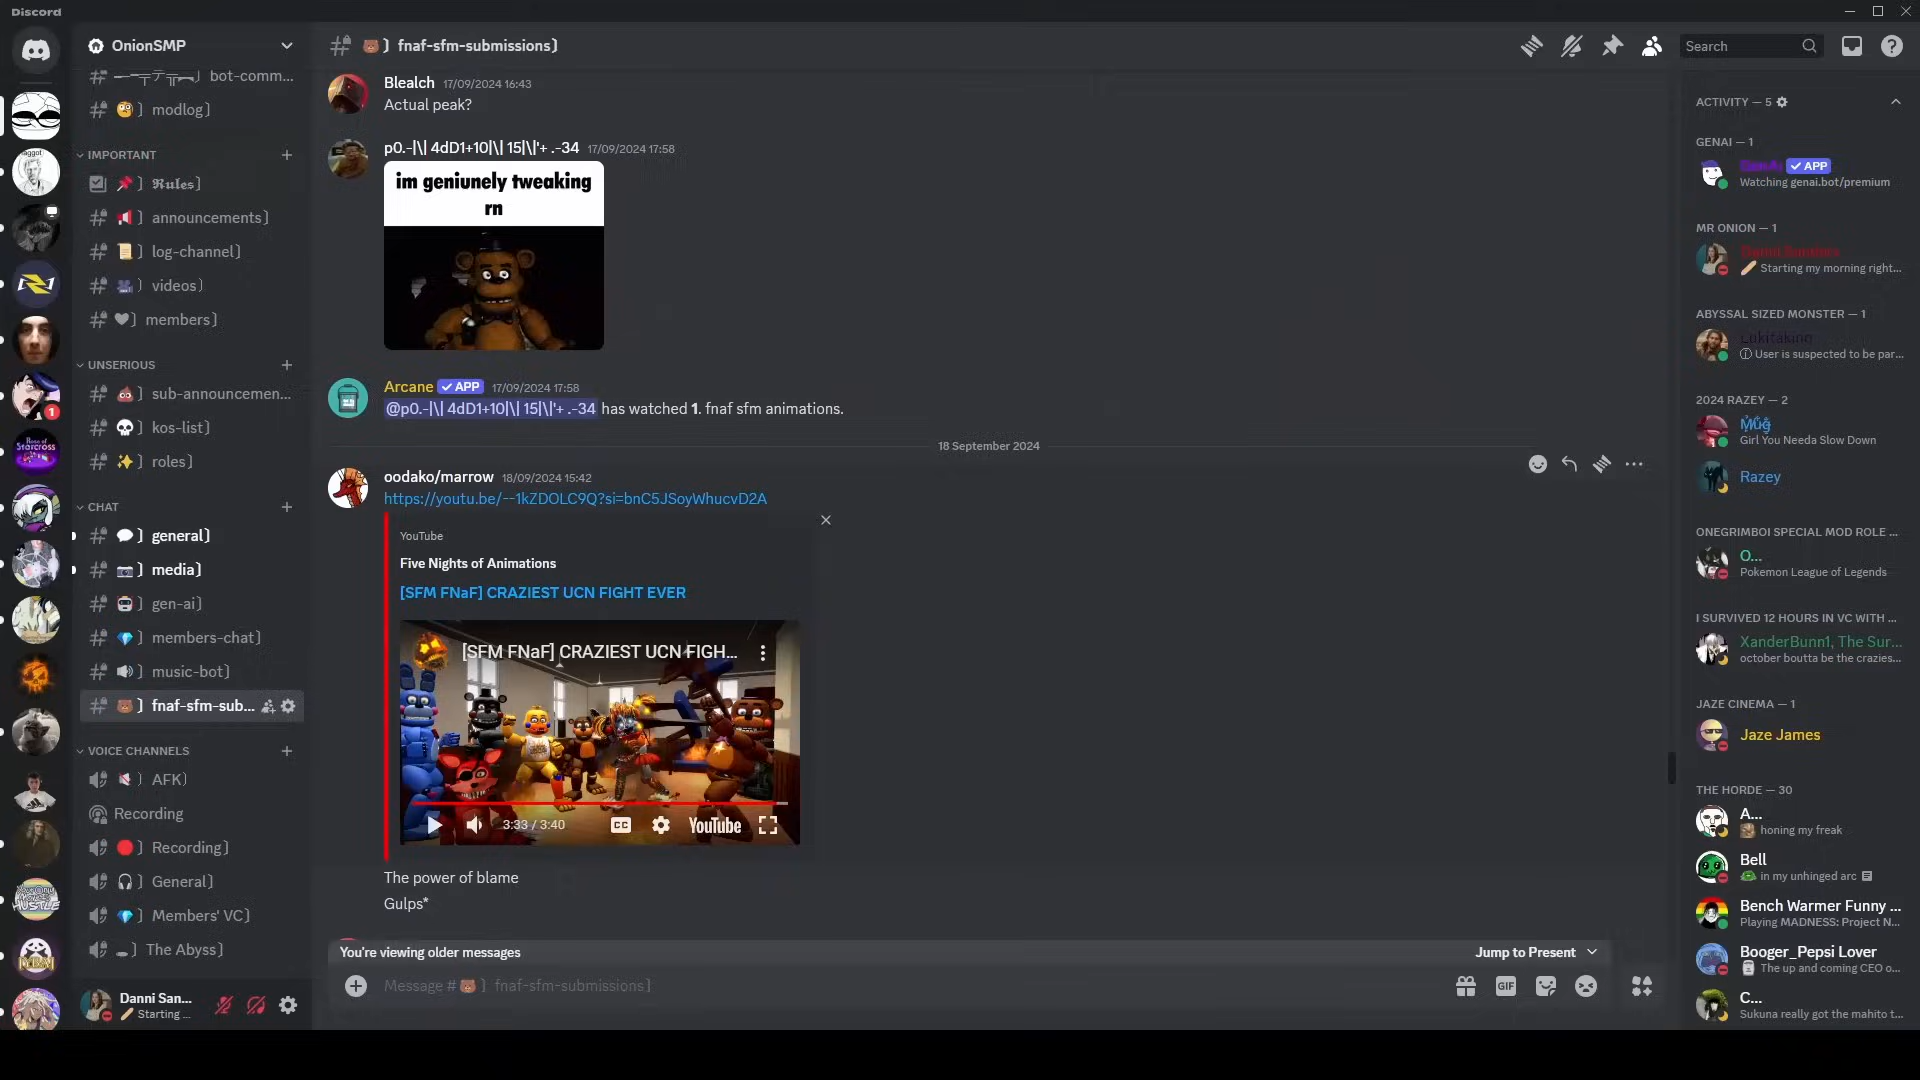 Discord
OnionSMP
bot-comm...
modlog
IMPORTANT
Rules
announcements
log-channel
videos
members
UNSERIOUS
sub-announcemen...
kos-list
roles
CHAT
general
media
gen-ai
members-chat
music-bot
fnaf-sfm-sub...
VOICE CHANNELS
AFK
Recording
Recording
General
Members' VC
The Abyss
Danni San...
Starting ...
fnaf-sfm-submissions
Search
Blealch 17/09/2024 16:43
Actual peak?
p0.-|\| 4dD1+10|\| 15|\|'+ .-34 17/09/2024 17:58
im geniunely tweaking
rn
Arcane APP 17/09/2024 17:58
@p0.-|\| 4dD1+10|\| 15|\|'+ .-34 has watched 1. fnaf sfm animations.
18 September 2024
oodako/marrow 18/09/2024 15:42
https://youtu.be/--1kZDOLC9Q?si=bnC5JSoyWhucvD2A
YouTube
Five Nights of Animations
[SFM FNaF] CRAZIEST UCN FIGHT EVER
[SFM FNaF] CRAZIEST UCN FIGH...
3:33 / 3:40
CC
YouTube
The power of blame
Gulps*
You're viewing older messages
Jump to Present
Message # fnaf-sfm-submissions
GIF
ACTIVITY — 5
GENAI — 1
GenAI APP
Watching genai.bot/premium
MR ONION — 1
Danni Sanders
Starting my morning right...
ABYSSAL SIZED MONSTER — 1
User is suspected to be par...
2024 RAZEY — 2
Mug
Girl You Needa Slow Down
Razey
ONEGRIMBOI SPECIAL MOD ROLE ...
O...
Pokemon League of Legends
I SURVIVED 12 HOURS IN VC WITH ...
XanderBunn1, The Sur...
october boutta be the crazies...
JAZE CINEMA — 1
Jaze James
THE HORDE — 30
A...
honing my freak
Bell
in my unhinged arc
Bench Warmer Funny ...
Playing MADNESS: Project N...
Booger_Pepsi Lover
The up and coming CEO o...
C...
Sukuna really got the mahito t...